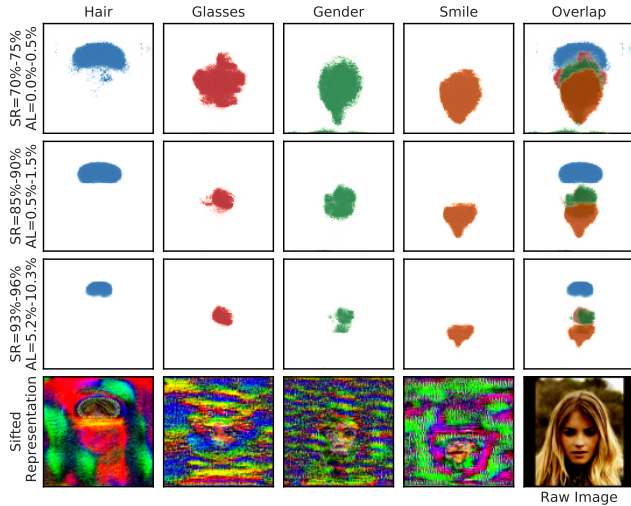 Hair Glasses Gender Smile Overlap
SR=70%-75%
AL=0.0%-0.5%
SR=85%-90%
AL=0.5%-1.5%
SR=93%-96%
AL=5.2%-10.3%
Sifted
Representation
Raw Image